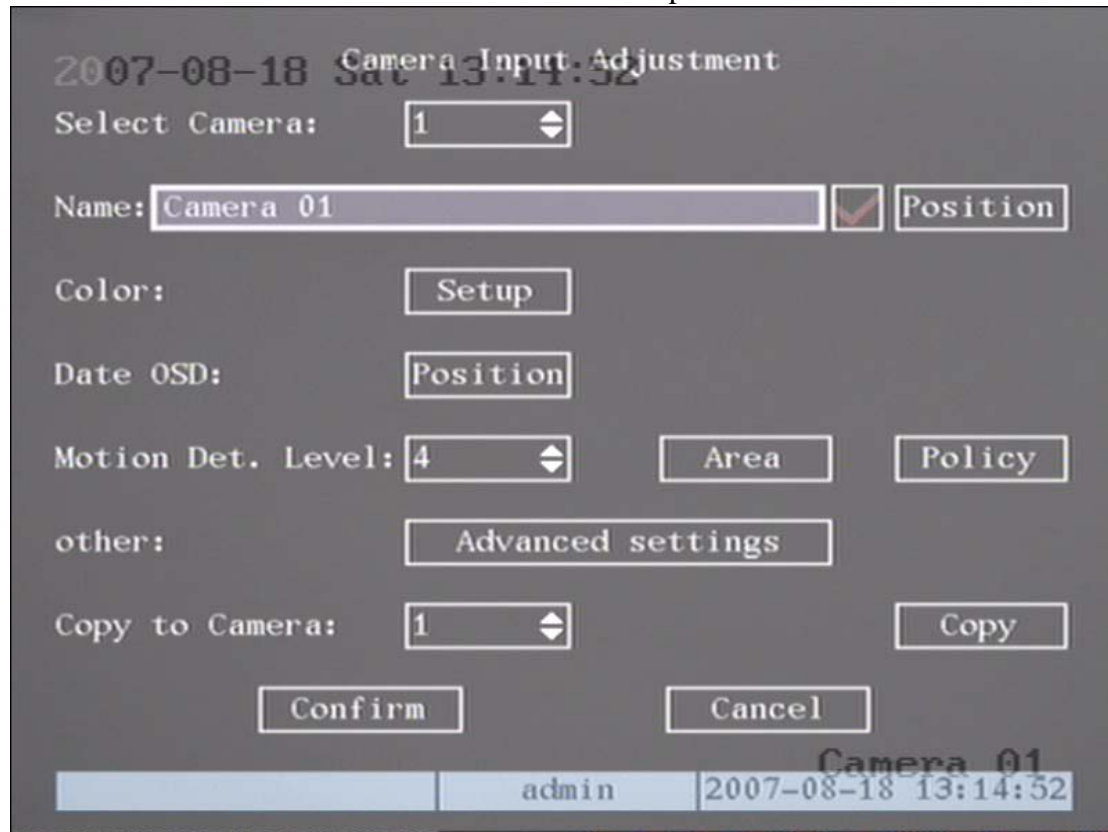 Camera Input Adjustment
2007-08-18 Sat 13:14:52
Select Camera: 1
Name: Camera 01 Position
Color: Setup
Date OSD: Position
Motion Det. Level: 4 Area Policy
other: Advanced settings
Copy to Camera: 1 Copy
Confirm Cancel
Camera 01
admin 2007-08-18 13:14:52